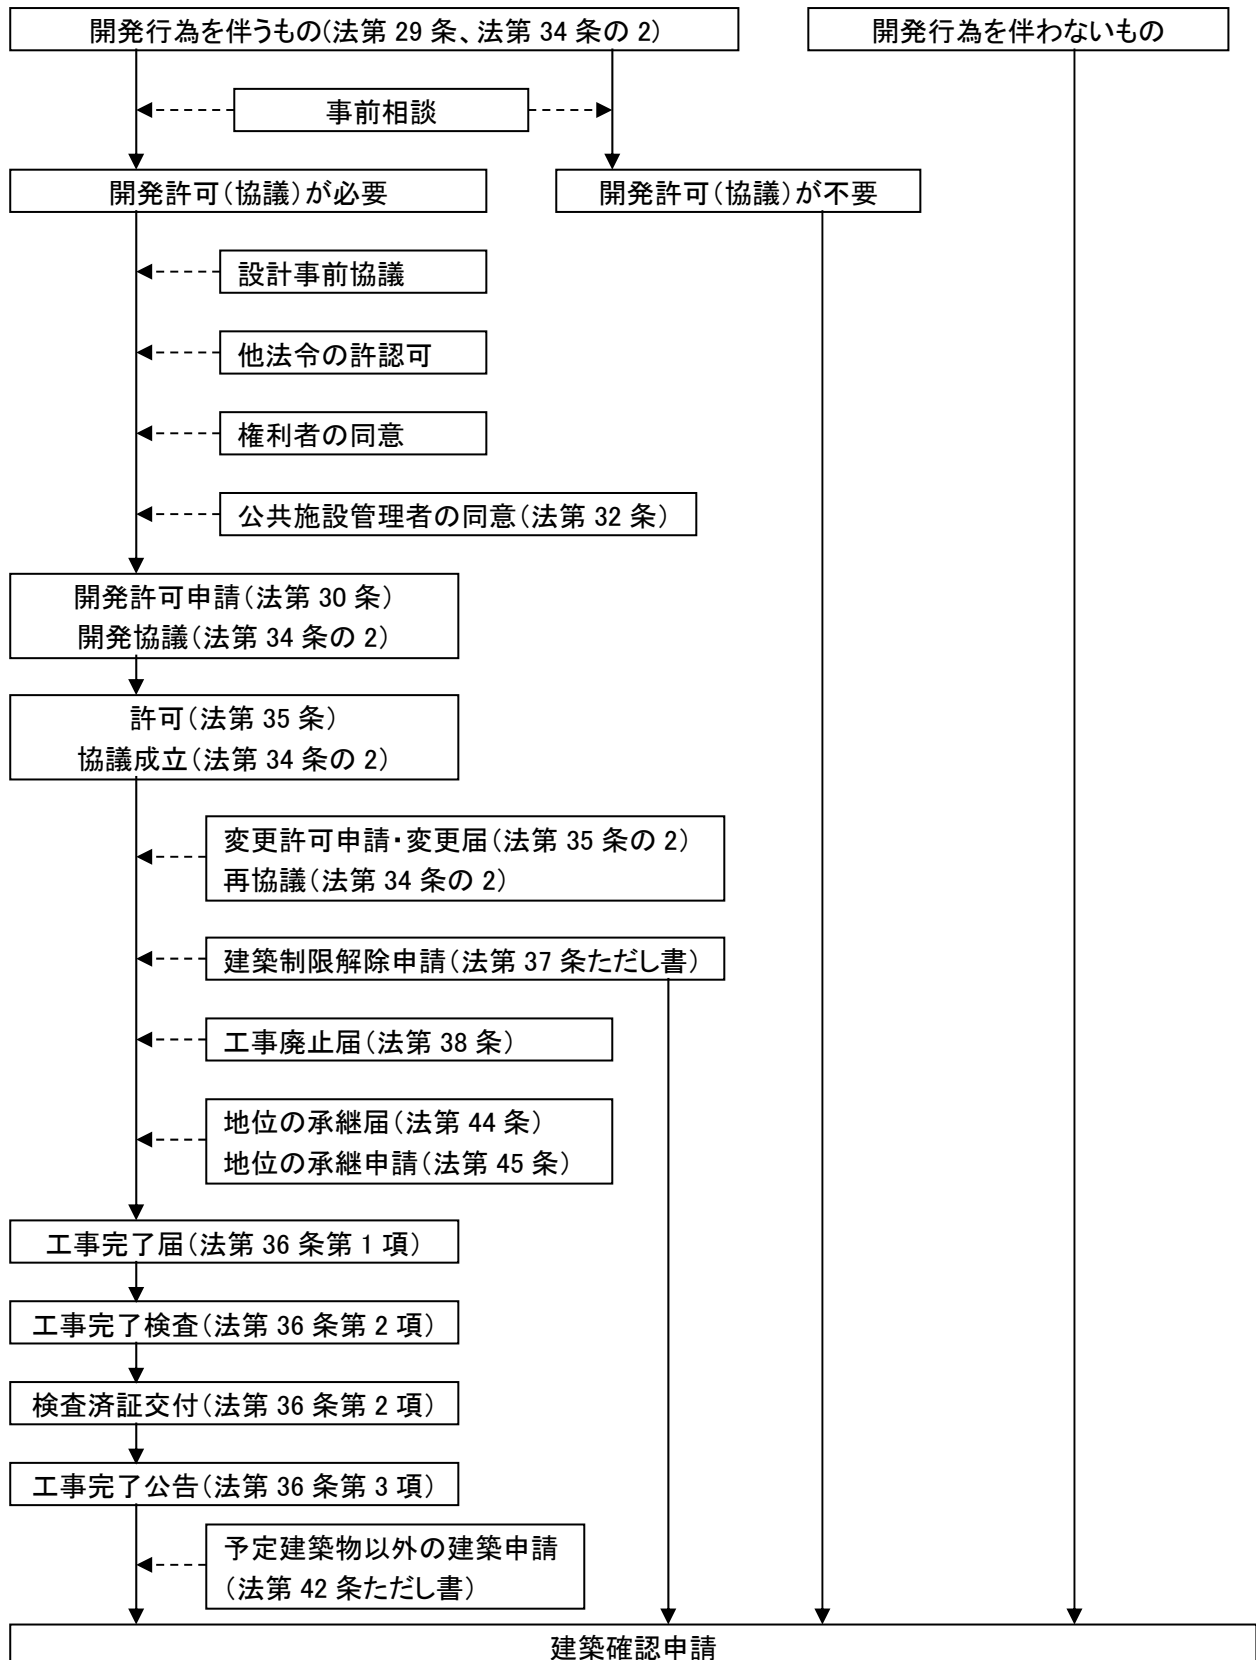 開発行為を伴うもの(法第 29 条、法第 34 条の 2)
開発行為を伴わないもの
事前相談
開発許可(協議)が必要
開発許可(協議)が不要
設計事前協議
他法令の許認可
権利者の同意
公共施設管理者の同意(法第 32 条)
開発許可申請(法第 30 条)
開発協議(法第 34 条の 2)
許可(法第 35 条)
協議成立(法第 34 条の 2)
変更許可申請・変更届(法第 35 条の 2)
再協議(法第 34 条の 2)
建築制限解除申請(法第 37 条ただし書)
工事廃止届(法第 38 条)
地位の承継届(法第 44 条)
地位の承継申請(法第 45 条)
工事完了届(法第 36 条第 1 項)
工事完了検査(法第 36 条第 2 項)
検査済証交付(法第 36 条第 2 項)
工事完了公告(法第 36 条第 3 項)
予定建築物以外の建築申請
(法第 42 条ただし書)
建築確認申請